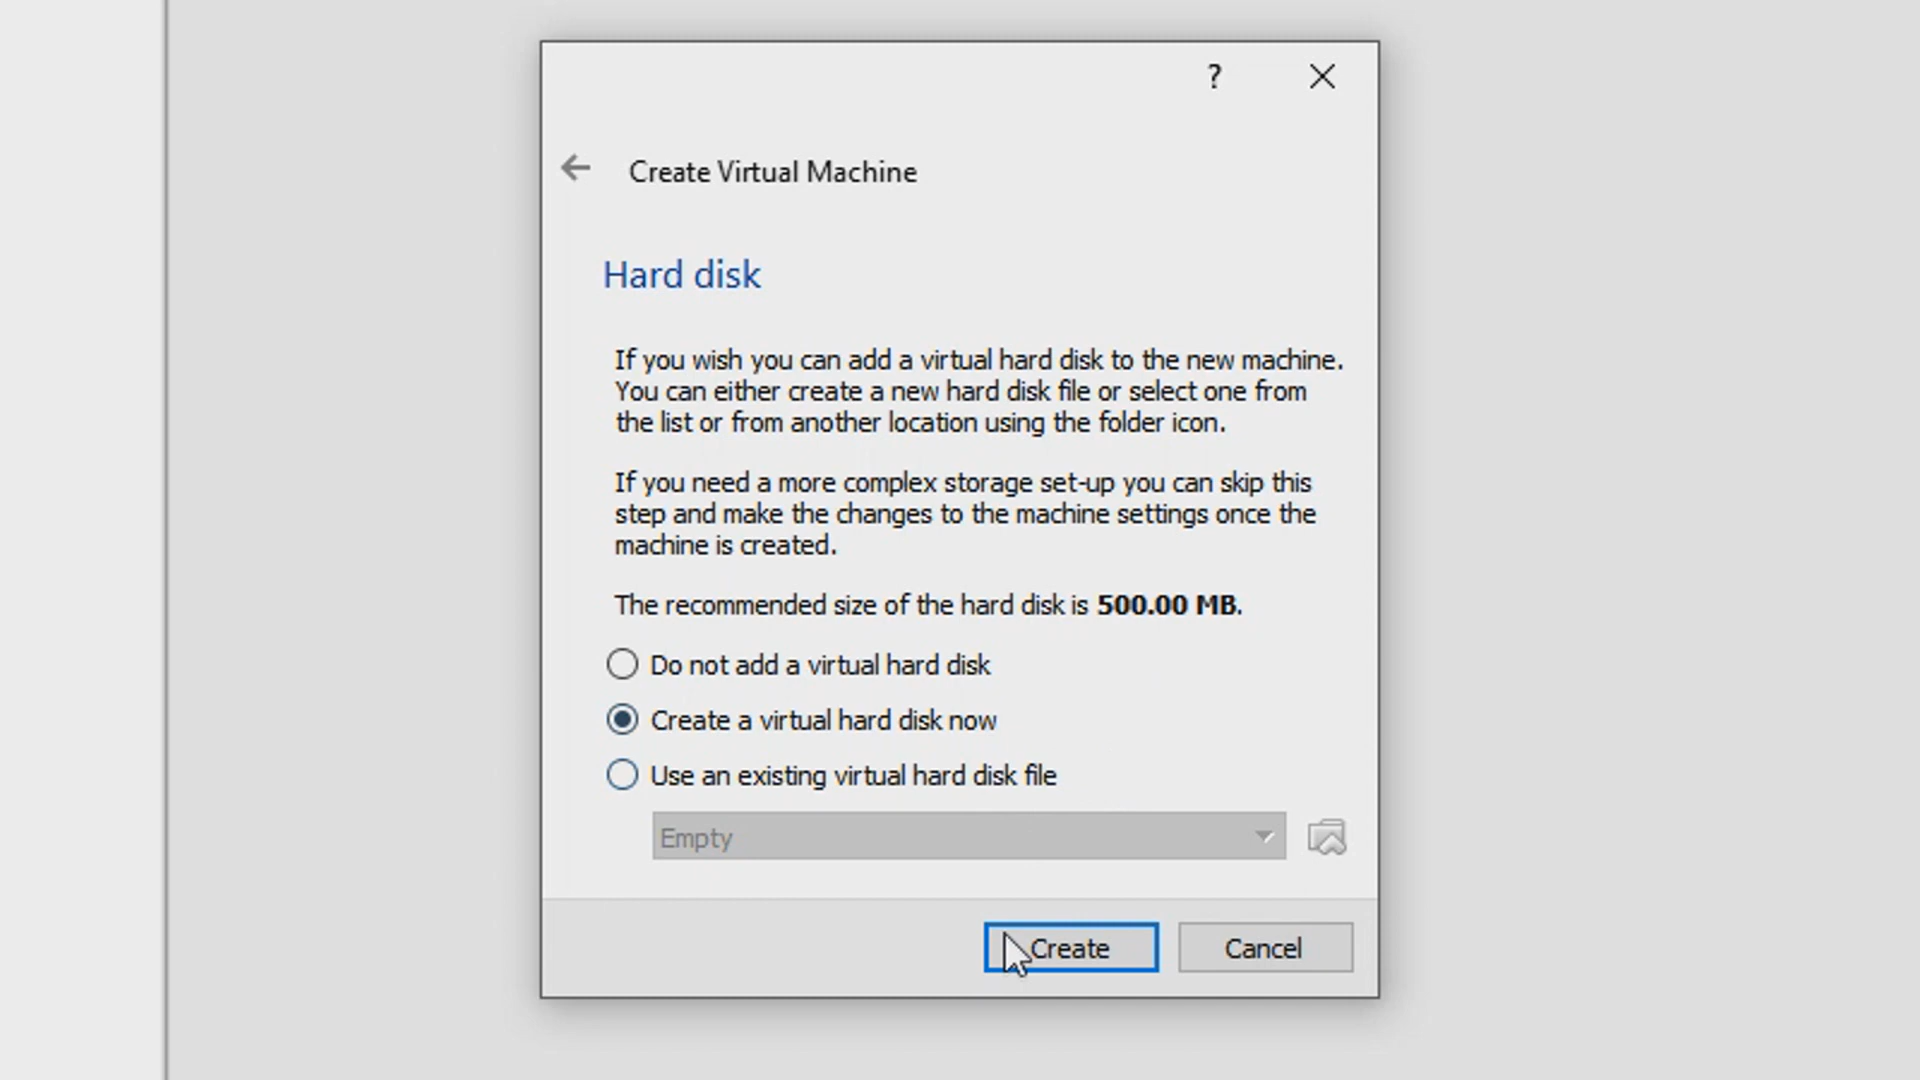 ?
Create Virtual Machine
Hard disk
If you wish you can add a virtual hard disk to the new machine.
You can either create a new hard disk file or select one from
the list or from another location using the folder icon.
If you need a more complex storage set-up you can skip this
step and make the changes to the machine settings once the
machine is created.
The recommended size of the hard disk is 500.00 MB.
Do not add a virtual hard disk
Create a virtual hard disk now
Use an existing virtual hard disk file
Empty
Create Cancel